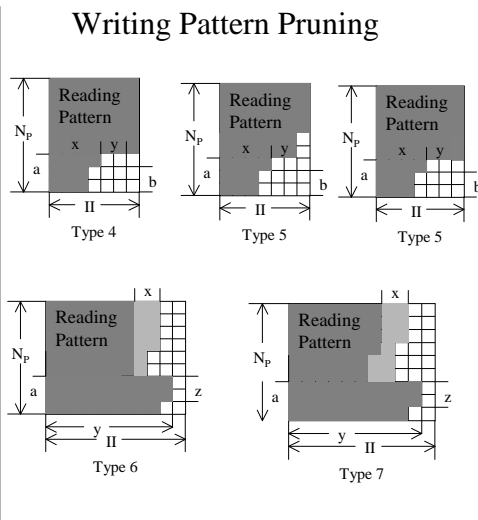 Writing Pattern Pruning
Reading
Pattern
N_P
x
y
a
b
II
Type 4
Reading
Pattern
N_P
x
y
a
b
II
Type 5
Reading
Pattern
N_P
x
y
a
b
II
Type 5
x
Reading
Pattern
N_P
a
z
y
II
Type 6
x
Reading
Pattern
N_P
a
z
y
II
Type 7